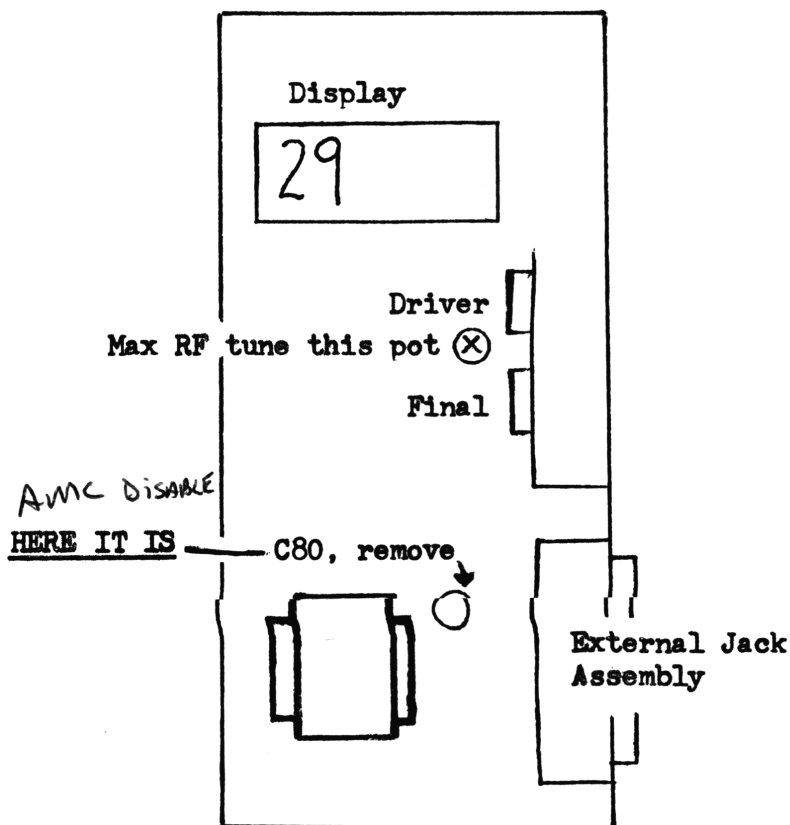 Display
29
Driver
Max RF tune this pot
Final
AMC DISABLE
HERE IT IS
C80, remove
External Jack
Assembly